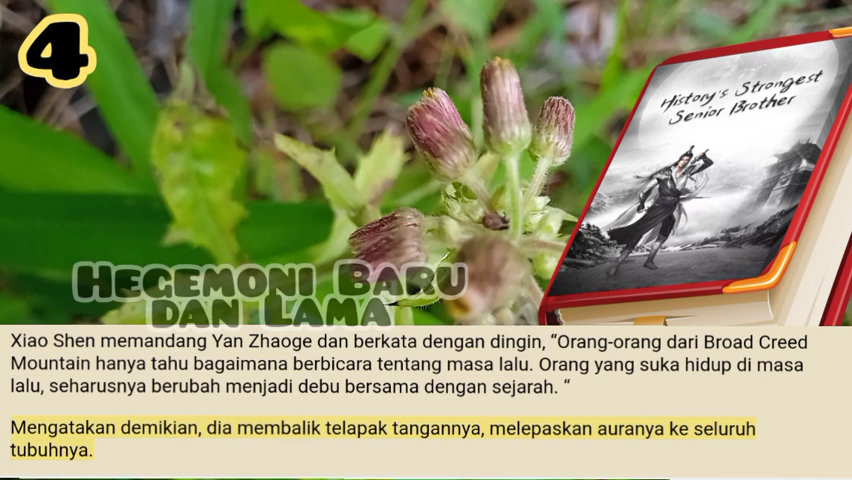 4
History's Strongest
Senior Brother
Hegemoni Baru
dan Lama
Xiao Shen memandang Yan Zhaoge dan berkata dengan dingin, “Orang-orang dari Broad Creed
Mountain hanya tahu bagaimana berbicara tentang masa lalu. Orang yang suka hidup di masa
lalu, seharusnya berubah menjadi debu bersama dengan sejarah. “
Mengatakan demikian, dia membalik telapak tangannya, melepaskan auranya ke seluruh
tubuhnya.